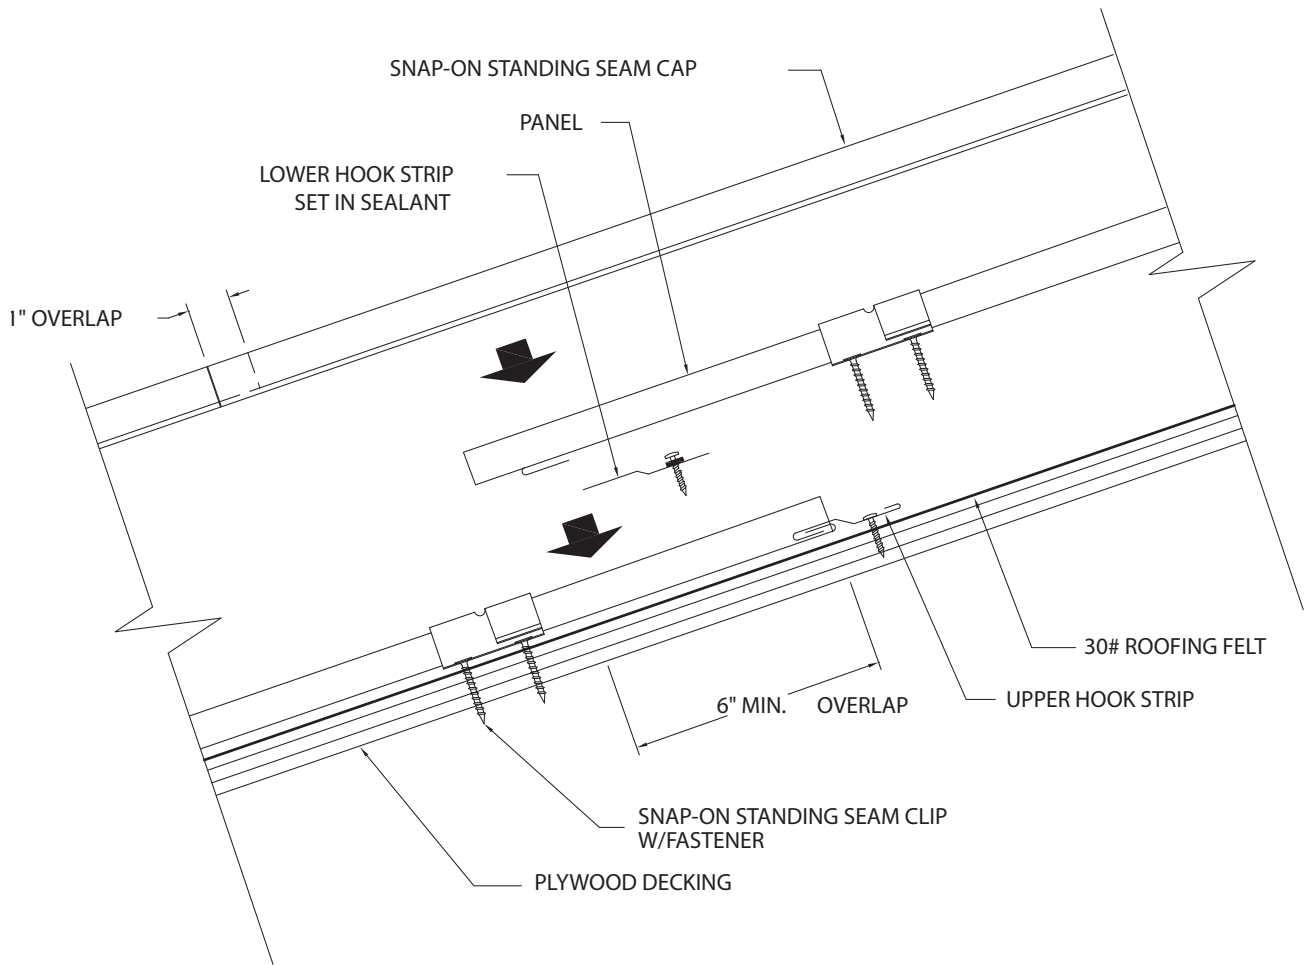 SNAP-ON STANDING SEAM CAP
PANEL
LOWER HOOK STRIP
SET IN SEALANT
1" OVERLAP
30# ROOFING FELT
UPPER HOOK STRIP
6" MIN. OVERLAP
SNAP-ON STANDING SEAM CLIP
W/FASTENER
PLYWOOD DECKING